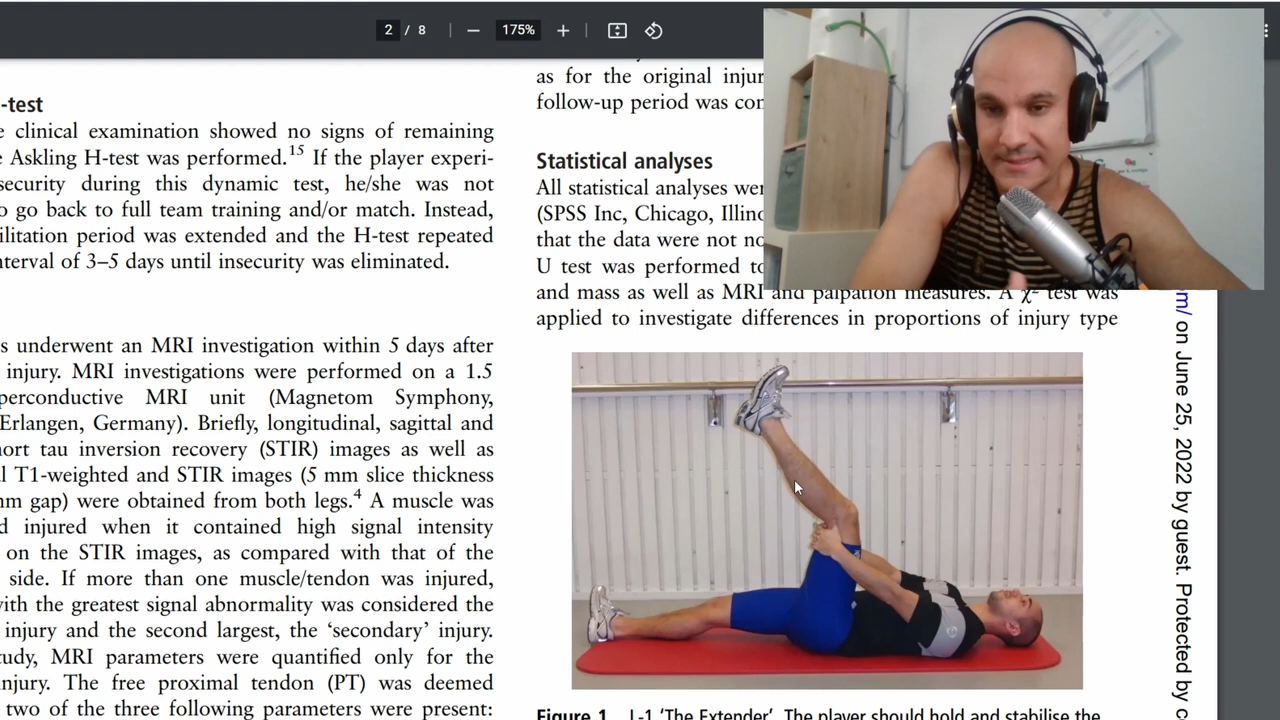 2 / 8
175%
-test
e clinical examination showed no signs of remaining
e Askling H-test was performed.15 If the player experi-
security during this dynamic test, he/she was not
o go back to full team training and/or match. Instead,
ilitation period was extended and the H-test repeated
nterval of 3–5 days until insecurity was eliminated.
s underwent an MRI investigation within 5 days after
injury. MRI investigations were performed on a 1.5
perconductive MRI unit (Magnetom Symphony,
Erlangen, Germany). Briefly, longitudinal, sagittal and
ort tau inversion recovery (STIR) images as well as
l T1-weighted and STIR images (5 mm slice thickness
m gap) were obtained from both legs.4 A muscle was
d injured when it contained high signal intensity
on the STIR images, as compared with that of the
side. If more than one muscle/tendon was injured,
with the greatest signal abnormality was considered the
injury and the second largest, the ‘secondary’ injury.
tudy, MRI parameters were quantified only for the
njury. The free proximal tendon (PT) was deemed
two of the three following parameters were present:
as for the original injur
follow-up period was con
Statistical analyses
All statistical analyses wer
(SPSS Inc, Chicago, Illino
that the data were not no
U test was performed to
and mass as well as MRI and palpation measures. A χ2 test was
applied to investigate differences in proportions of injury type
Figure 1 L-1 ‘The Extender’. The player should hold and stabilise the
om/ on June 25, 2022 by guest. Protected by c